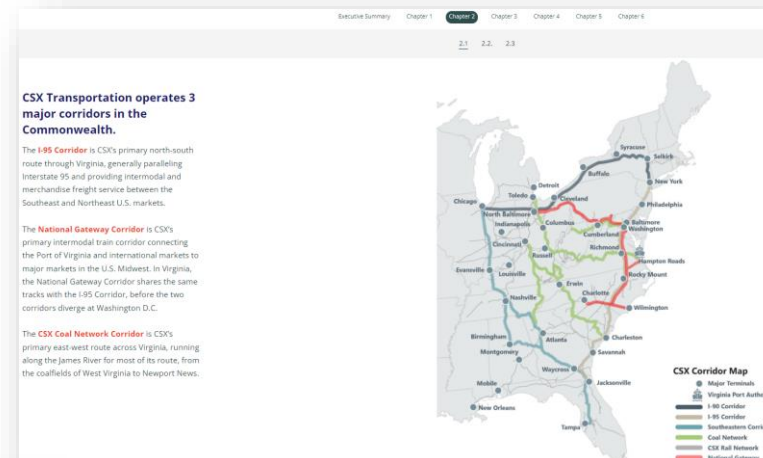 Executive Summary Chapter 1 Chapter 2 Chapter 3 Chapter 4 Chapter 5 Chapter 6
2.1 2.2. 2.3
CSX Transportation operates 3
major corridors in the
Commonwealth.
The I-95 Corridor is CSX's primary north-south
route through Virginia, generally paralleling
Interstate 95 and providing intermodal and
merchandise freight service between the
Southeast and Northeast U.S. markets.
The National Gateway Corridor is CSX's
primary intermodal train corridor connecting
the Port of Virginia and international markets to
major markets in the U.S. Midwest. In Virginia,
the National Gateway Corridor shares the same
tracks with the I-95 Corridor, before the two
corridors diverge at Washington D.C.
The CSX Coal Network Corridor is CSX's
primary east-west route across Virginia, running
along the James River for most of its route, from
the coalfields of West Virginia to Newport News.
Syracuse
Selkirk
Buffalo
New York
Detroit
Toledo
Cleveland
Chicago
Philadelphia
North Baltimore
Baltimore
Indianapolis
Columbus
Washington
Cumberland
Cincinnati
Richmond
Russell
Hampton Roads
Evansville
Louisville
Rocky Mount
Erwin
Charlotte
Nashville
Wilmington
Birmingham
Atlanta
Charleston
Montgomery
Savannah
Waycross
Mobile
Jacksonville
New Orleans
Tampa
CSX Corridor Map
Major Terminals
Virginia Port Autho
I-90 Corridor
I-95 Corridor
Southeastern Corri
Coal Network
CSX Rail Network
National Gateway